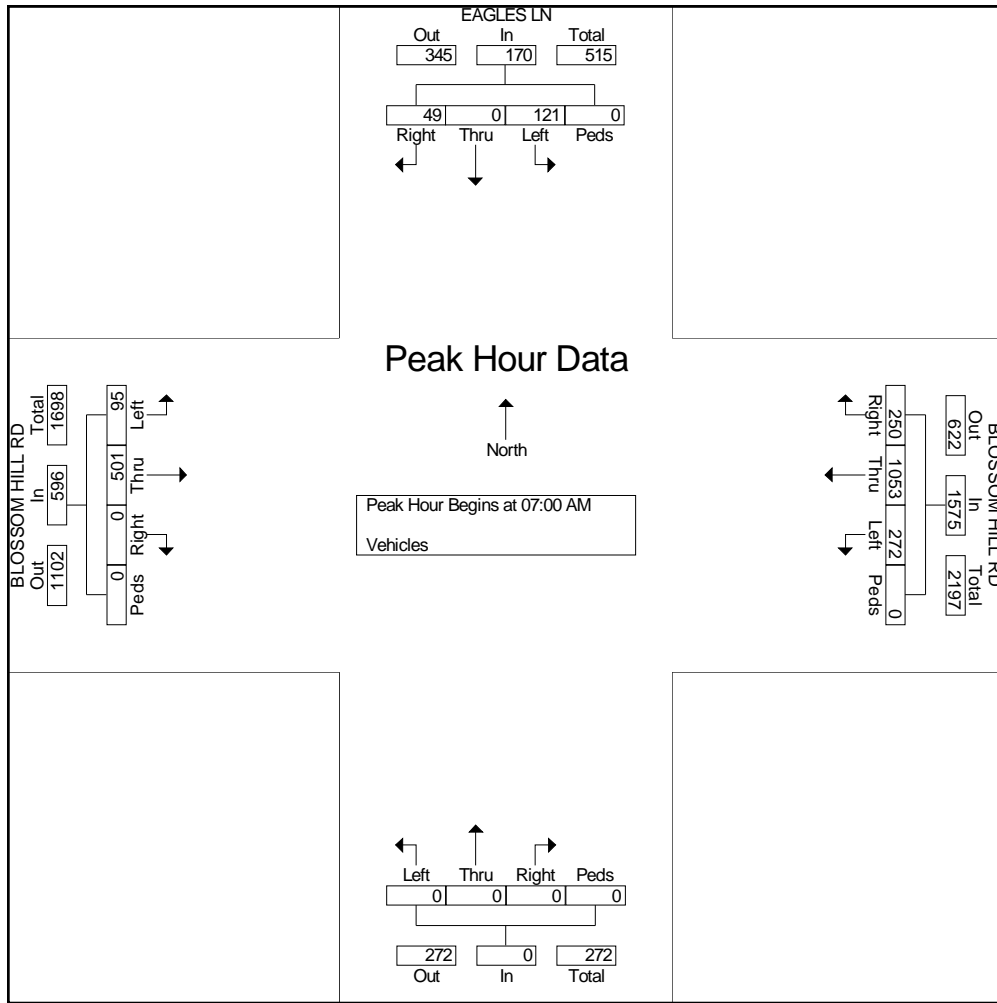 EAGLES LN
Out In Total
345 170 515
49 0 121 0
Right Thru Left Peds
Peak Hour Data
North
Peak Hour Begins at 07:00 AM
Vehicles
BLOSSOM HILL RD
Total In Out
1698 596 1102
95 501 0 0
Left Thru Right Peds
BLOSSOM HILL RD
Out In Total
622 1575 2197
250 1053 272 0
Right Thru Left Peds
Left Thru Right Peds
0 0 0 0
272 0 272
Out In Total